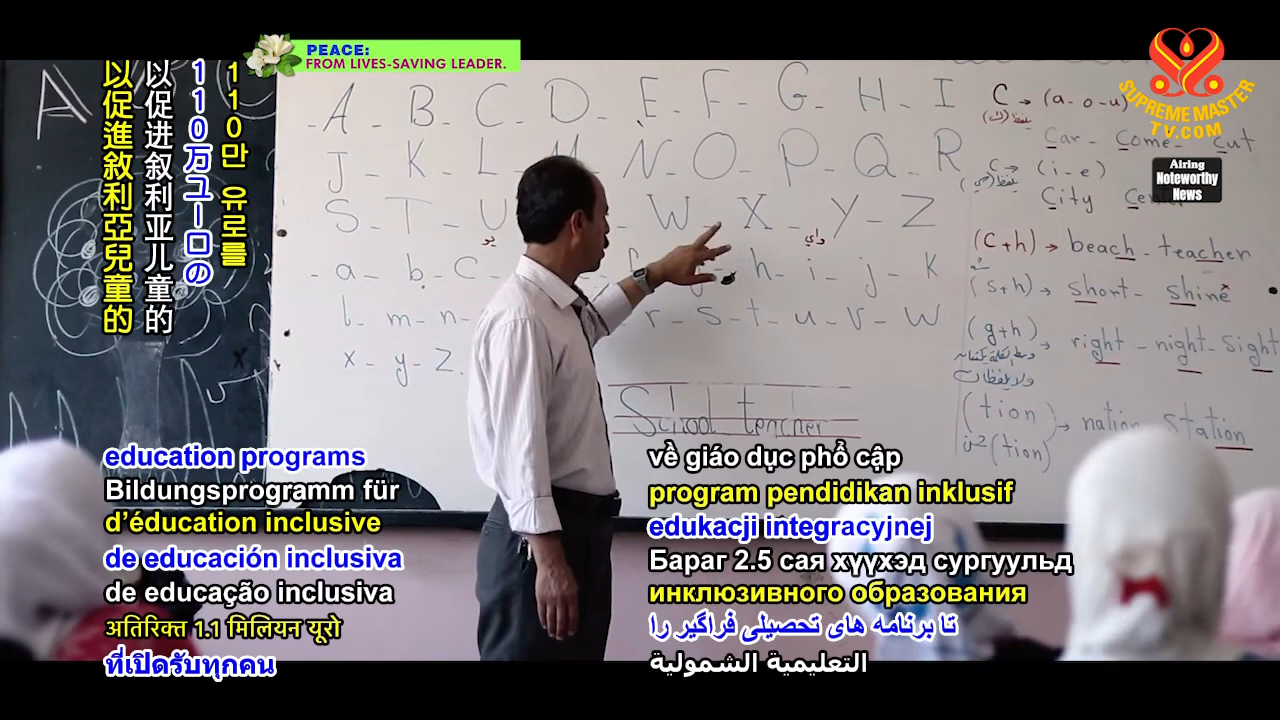 PEACE:
FROM LIVES-SAVING LEADER.
SUPREME MASTER
TV.COM
Airing
Noteworthy
News
110만 유로를
110万ユーロの
以促进叙利亚儿童的
以促進敘利亞兒童的
A
A - B - C - D - E - F - G - H - I
J - K - L - M - N - O - P - Q - R
S - T - U - W - X - Y - Z
يو
واي
a - b - c - f h - i - j - k
l - m - n - r - s - t - u - v - w
x - y - z.
School teacher
C → (a - o - u)
Car - Come - Cut
C → (i - e)
City
(C+h) → beach - teacher
(s+h) → short - shine
(g+h) → right - night - sight
ولا يلفظان
(tion) → nation station
(tion)
education programs
Bildungsprogramm für
d’éducation inclusive
de educación inclusiva
de educação inclusiva
अतिरिक्त 1.1 मिलियन यूरो
ที่เปิดรับทุกคน
về giáo dục phổ cập
program pendidikan inklusif
edukacji integracyjnej
Бараг 2.5 сая хүүхэд сургуульд
инклюзивного образования
تا برنامه های تحصیلی فراگیر را
التعليمية الشمولية